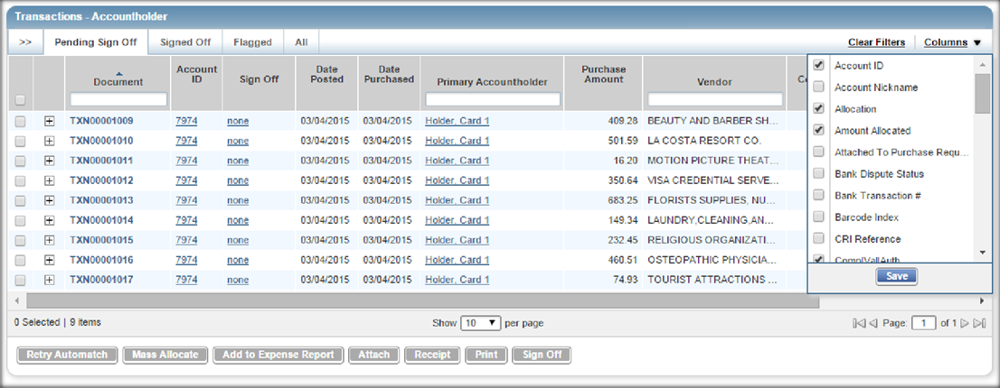 Transactions - Accountholder
>> Pending Sign Off Signed Off Flagged All Clear Filters Columns
Document Account ID Sign Off Date Posted Date Purchased Primary Accountholder Purchase Amount Vendor
TXN00001009 7974 none 03/04/2015 03/04/2015 Holder, Card 1 409.28 BEAUTY AND BARBER SH...
TXN00001010 7974 none 03/04/2015 03/04/2015 Holder, Card 1 501.59 LA COSTA RESORT CO.
TXN00001011 7974 none 03/04/2015 03/04/2015 Holder, Card 1 16.20 MOTION PICTURE THEAT...
TXN00001012 7974 none 03/04/2015 03/04/2015 Holder, Card 1 350.64 VISA CREDENTIAL SERVE...
TXN00001013 7974 none 03/04/2015 03/04/2015 Holder, Card 1 683.25 FLORISTS SUPPLIES, NU...
TXN00001014 7974 none 03/04/2015 03/04/2015 Holder, Card 1 149.34 LAUNDRY,CLEANING,AN...
TXN00001015 7974 none 03/04/2015 03/04/2015 Holder, Card 1 232.45 RELIGIOUS ORGANIZATI...
TXN00001016 7974 none 03/04/2015 03/04/2015 Holder, Card 1 460.51 OSTEOPATHIC PHYSICIA...
TXN00001017 7974 none 03/04/2015 03/04/2015 Holder, Card 1 74.93 TOURIST ATTRACTIONS ...
Account ID
Account Nickname
Allocation
Amount Allocated
Attached To Purchase Requ...
Bank Dispute Status
Bank Transaction #
Barcode Index
CRI Reference
Save
0 Selected | 9 items Show 10 per page Page: 1 of 1
Retry Automatch Mass Allocate Add to Expense Report Attach Receipt Print Sign Off